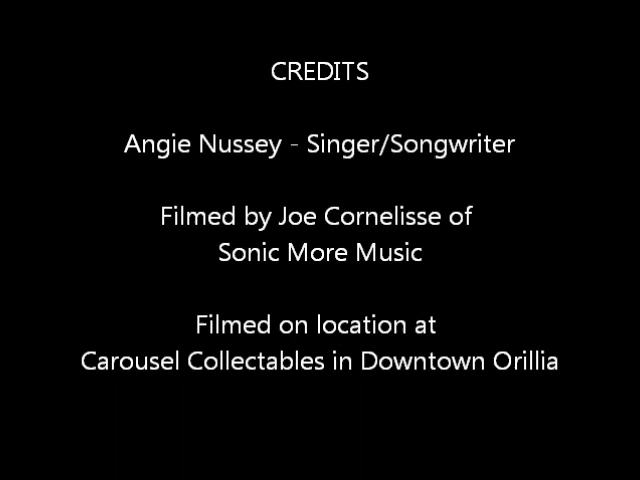 CREDITS
Angie Nussey - Singer/Songwriter
Filmed by Joe Cornelisse of
Sonic More Music
Filmed on location at
Carousel Collectables in Downtown Orillia